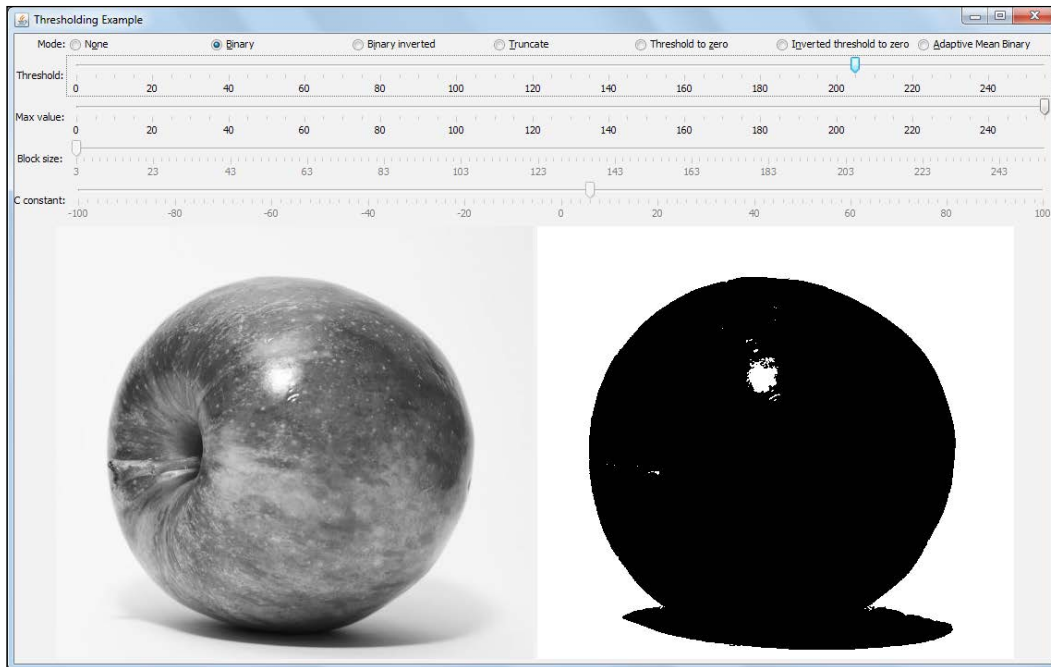 Thresholding Example
Mode: None Binary Binary inverted Truncate Threshold to zero Inverted threshold to zero Adaptive Mean Binary
Threshold:
0 20 40 60 80 100 120 140 160 180 200 220 240
Max value:
0 20 40 60 80 100 120 140 160 180 200 220 240
Block size:
3 23 43 63 83 103 123 143 163 183 203 223 243
C constant:
-100 -80 -60 -40 -20 0 20 40 60 80 100